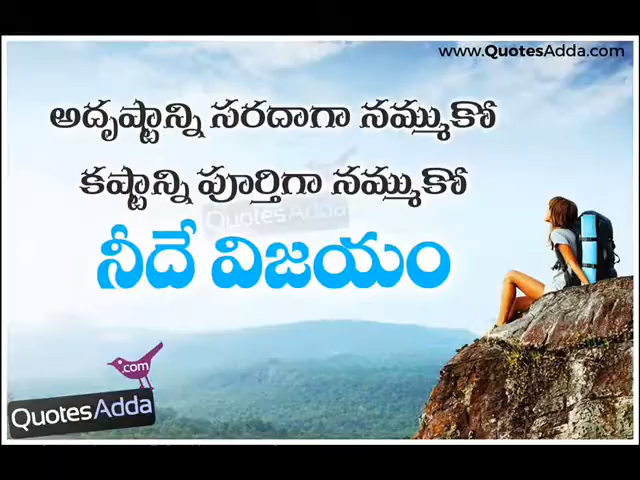 www.QuotesAdda.com
అదృష్టాన్ని సరదాగా నమ్ముకో
కష్టాన్ని పూర్తిగా నమ్ముకో
QuotesAdda
నీదే విజయం
.com
QuotesAdda